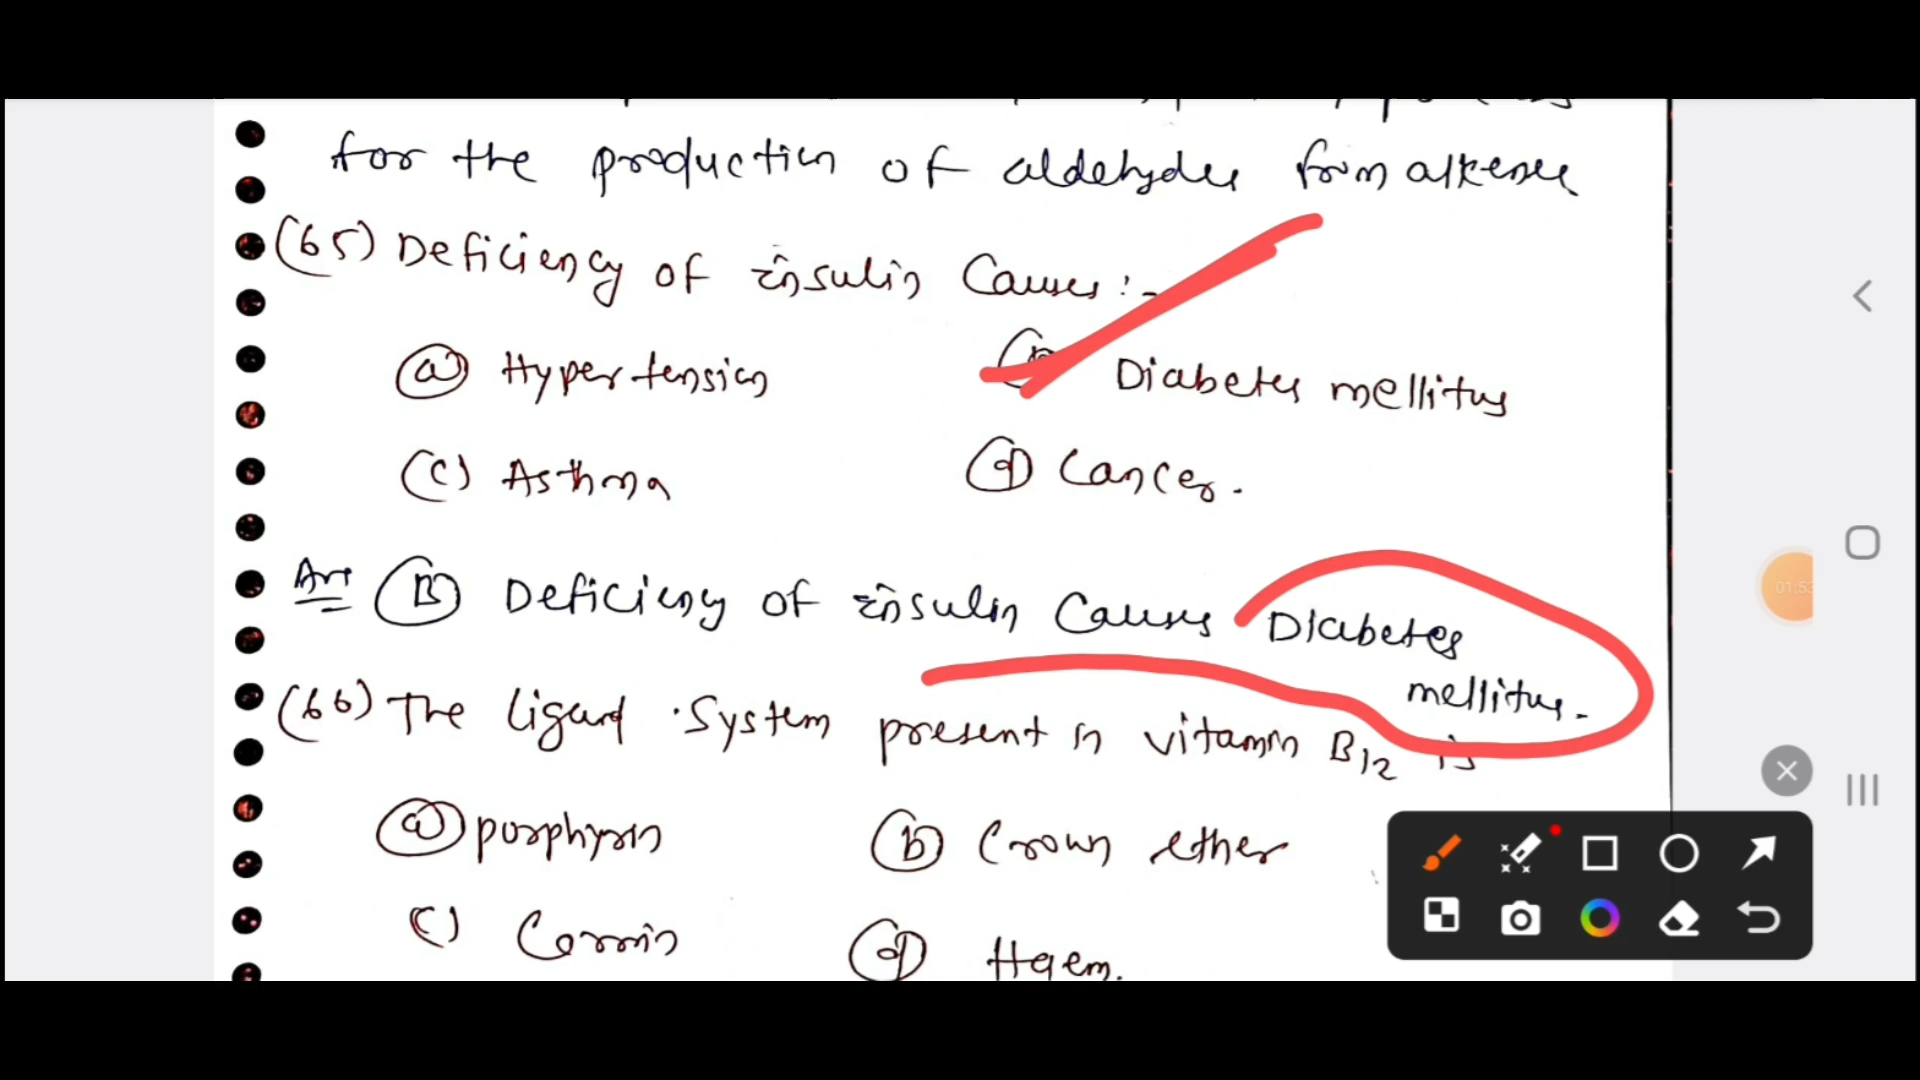 for the production of aldehydes from alkenes
(65) Deficiency of insulin Causes :-
(a) Hypertension
Diabetes mellitus
(C) Asthma
(d) Cancer.
Ans (B) Deficiency of insulin Causes Diabetes
mellitus.
(66) The ligand system present in vitamin B12 is
(a) porphyrin
(b) Crown ether
(C) Corrin
(d) Haem.
01:53